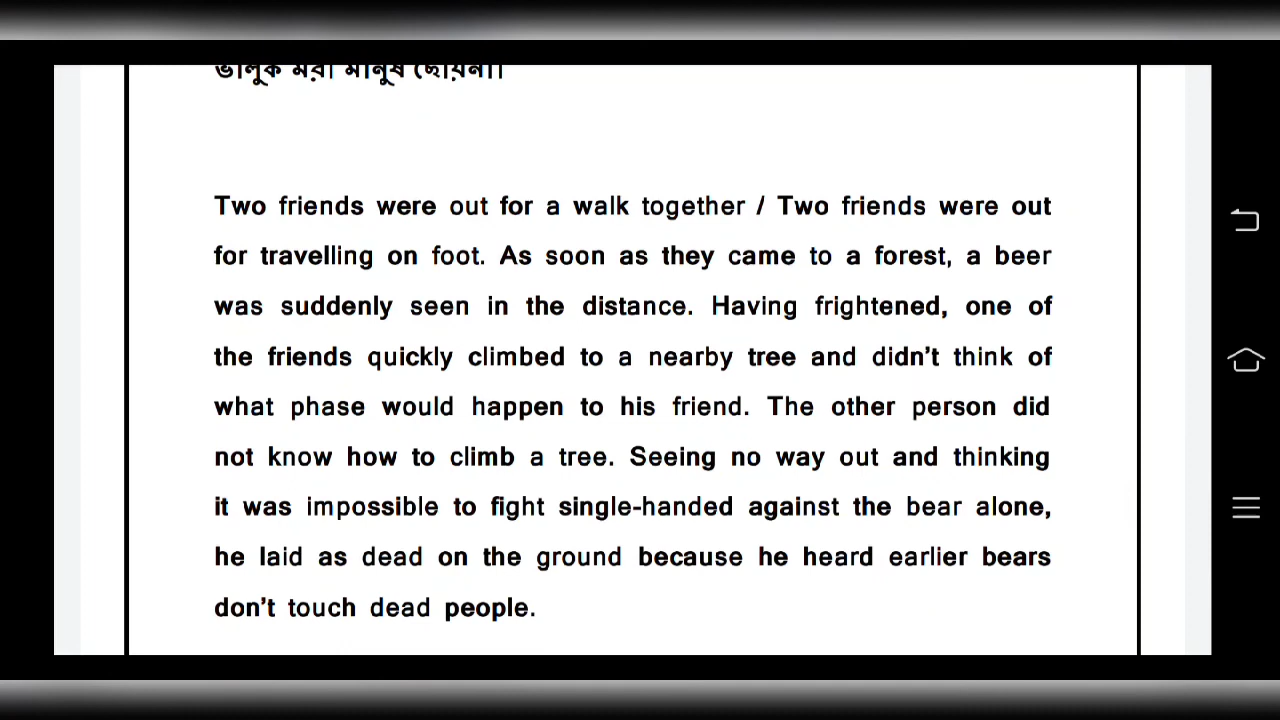 ভালুক মরা মানুষ ছোয়না।
Two friends were out for a walk together / Two friends were out
for travelling on foot. As soon as they came to a forest, a beer
was suddenly seen in the distance. Having frightened, one of
the friends quickly climbed to a nearby tree and didn’t think of
what phase would happen to his friend. The other person did
not know how to climb a tree. Seeing no way out and thinking
it was impossible to fight single-handed against the bear alone,
he laid as dead on the ground because he heard earlier bears
don’t touch dead people.